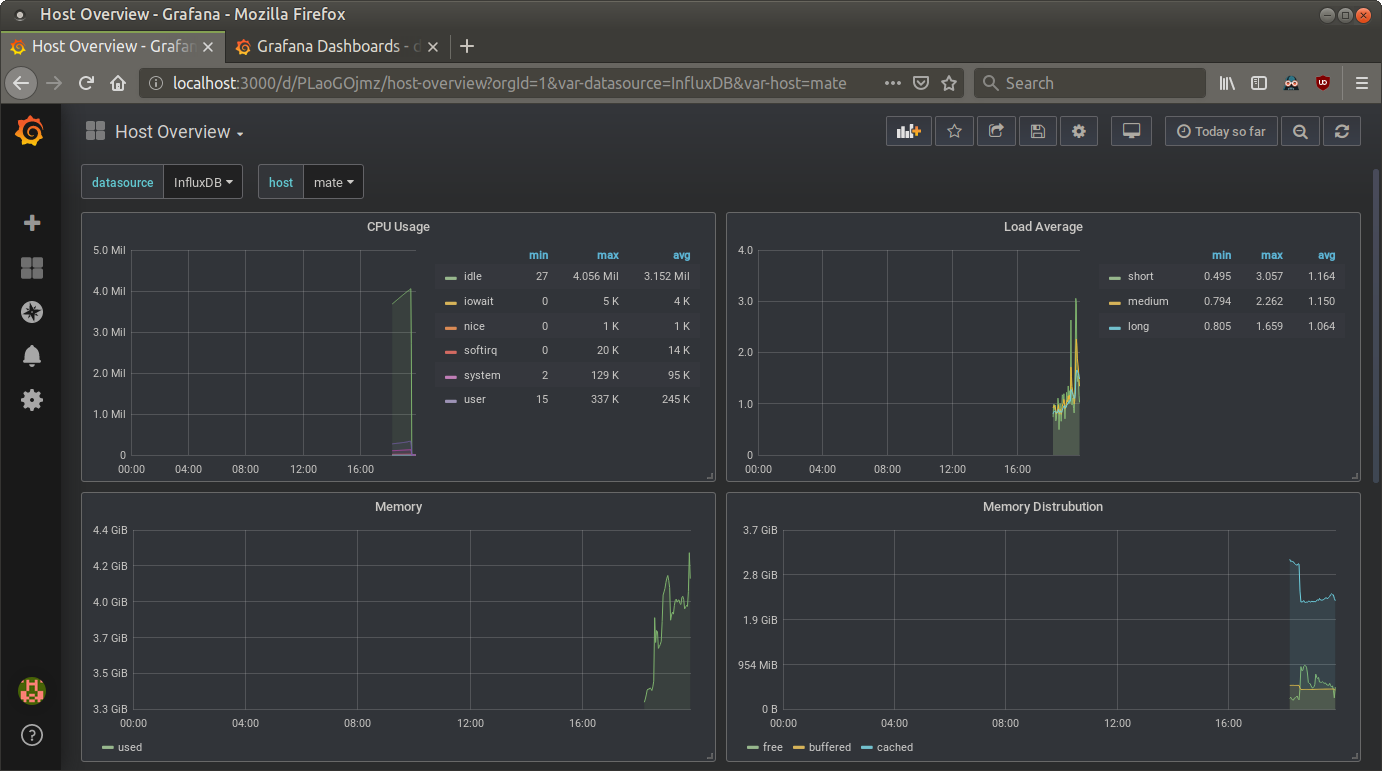 Host Overview - Grafana - Mozilla Firefox
Host Overview - Grafan
Grafana Dashboards - d
localhost:3000/d/PLaoGOjmz/host-overview?orgId=1&var-datasource=InfluxDB&var-host=mate
Search
Host Overview
Today so far
datasource InfluxDB host mate
CPU Usage
5.0 Mil
4.0 Mil
3.0 Mil
2.0 Mil
1.0 Mil
0
00:00 04:00 08:00 12:00 16:00
min max avg
idle 27 4.056 Mil 3.152 Mil
iowait 0 5 K 4 K
nice 0 1 K 1 K
softirq 0 20 K 14 K
system 2 129 K 95 K
user 15 337 K 245 K
Load Average
4.0
3.0
2.0
1.0
0
00:00 04:00 08:00 12:00 16:00
min max avg
short 0.495 3.057 1.164
medium 0.794 2.262 1.150
long 0.805 1.659 1.064
Memory
4.4 GiB
4.2 GiB
4.0 GiB
3.7 GiB
3.5 GiB
3.3 GiB
00:00 04:00 08:00 12:00 16:00
used
Memory Distrubution
3.7 GiB
2.8 GiB
1.9 GiB
954 MiB
0 B
00:00 04:00 08:00 12:00 16:00
free buffered cached